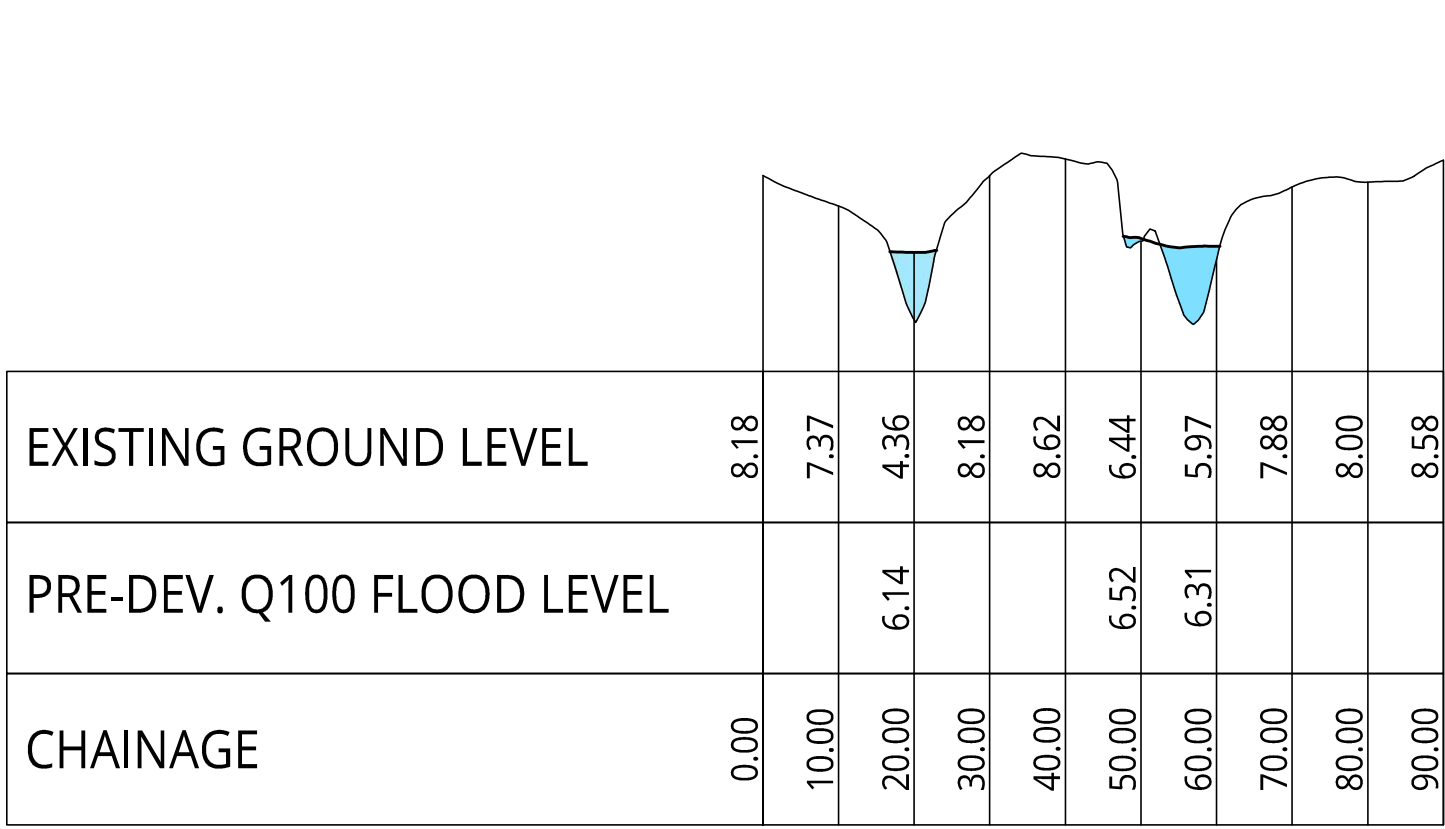 EXISTING GROUND LEVEL 8.18 7.37 4.36 8.18 8.62 6.44 5.97 7.88 8.00 8.58
PRE-DEV. Q100 FLOOD LEVEL 6.14 6.52 6.31
CHAINAGE 0.00 10.00 20.00 30.00 40.00 50.00 60.00 70.00 80.00 90.00